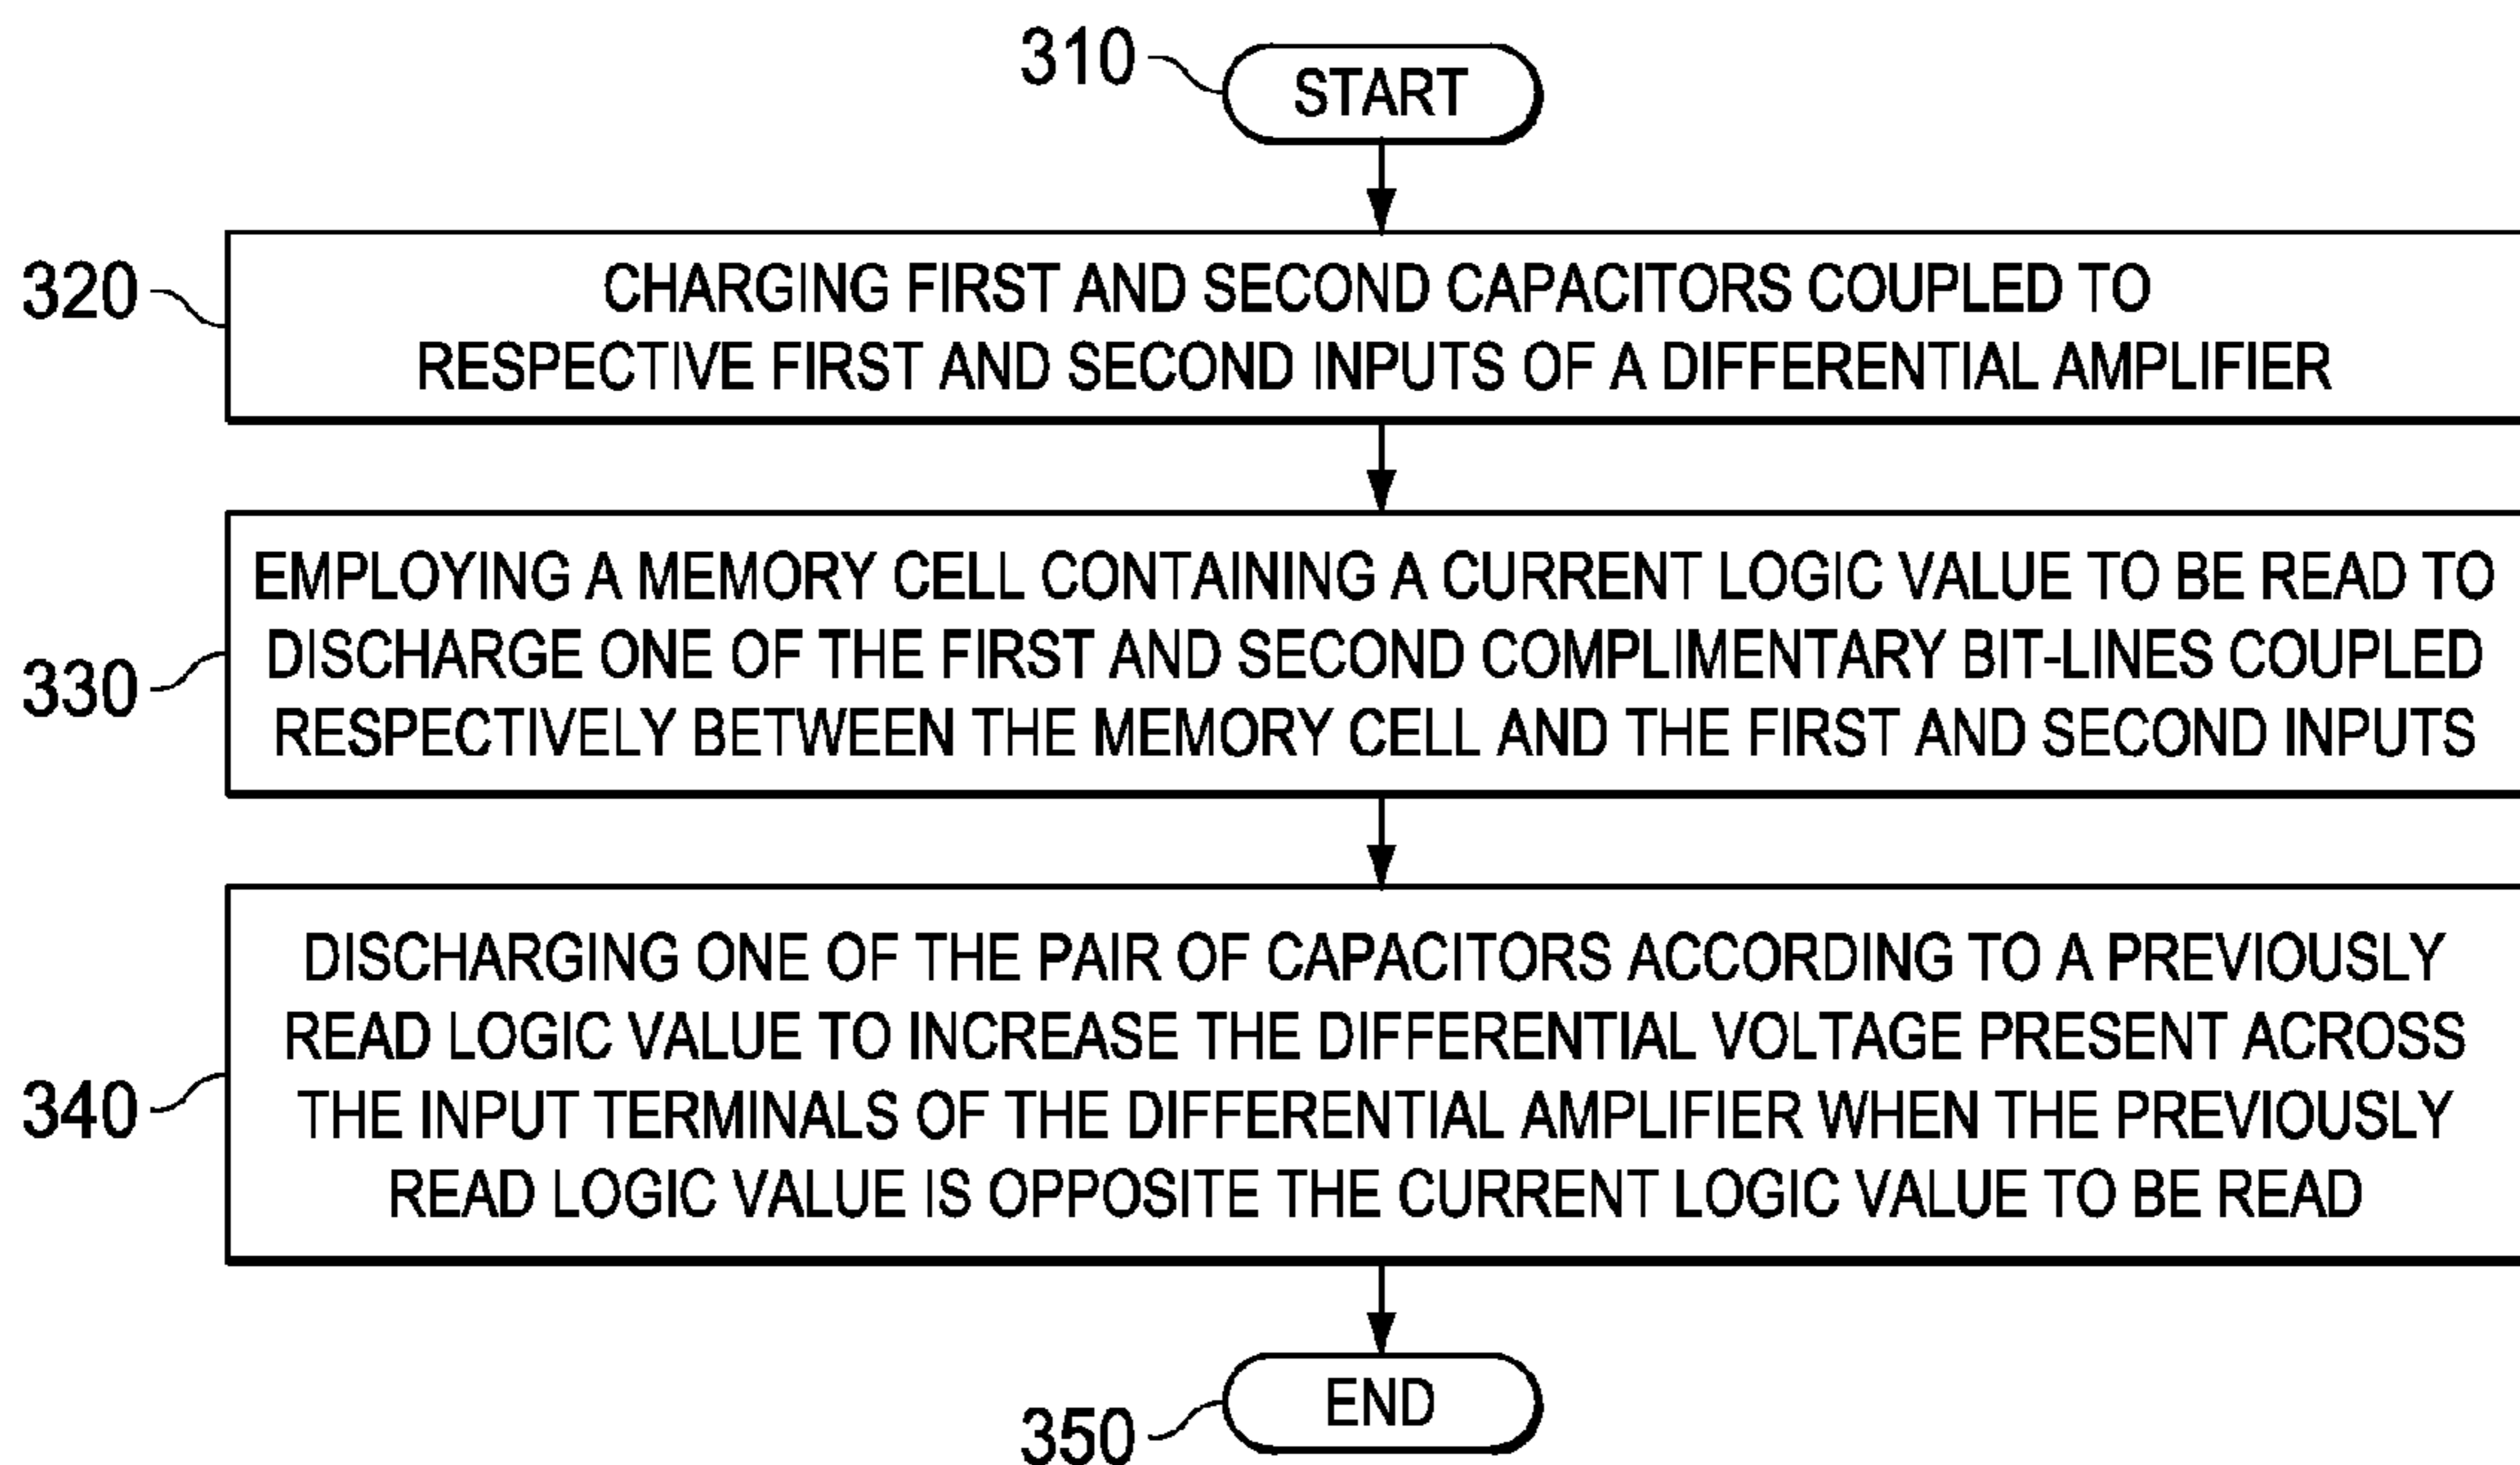 310
START
320
CHARGING FIRST AND SECOND CAPACITORS COUPLED TO
RESPECTIVE FIRST AND SECOND INPUTS OF A DIFFERENTIAL AMPLIFIER
330
EMPLOYING A MEMORY CELL CONTAINING A CURRENT LOGIC VALUE TO BE READ TO
DISCHARGE ONE OF THE FIRST AND SECOND COMPLIMENTARY BIT-LINES COUPLED
RESPECTIVELY BETWEEN THE MEMORY CELL AND THE FIRST AND SECOND INPUTS
340
DISCHARGING ONE OF THE PAIR OF CAPACITORS ACCORDING TO A PREVIOUSLY
READ LOGIC VALUE TO INCREASE THE DIFFERENTIAL VOLTAGE PRESENT ACROSS
THE INPUT TERMINALS OF THE DIFFERENTIAL AMPLIFIER WHEN THE PREVIOUSLY
READ LOGIC VALUE IS OPPOSITE THE CURRENT LOGIC VALUE TO BE READ
350
END